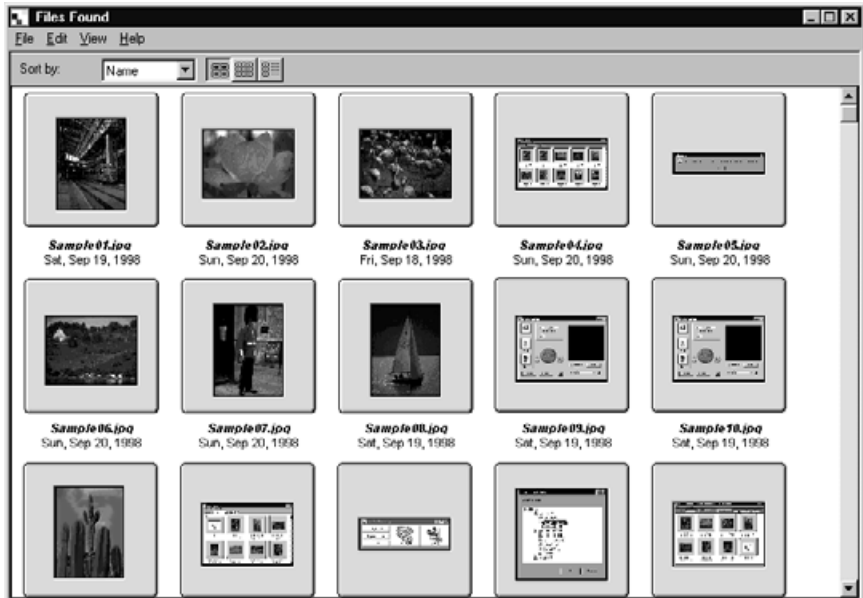 Files Found
File Edit View Help
Sort by: Name
Sample01.jpg Sample02.jpg Sample03.jpg Sample04.jpg Sample05.jpg
Sat, Sep 19, 1998 Sun, Sep 20, 1998 Fri, Sep 18, 1998 Sun, Sep 20, 1998 Sun, Sep 20, 1998
Sample06.jpg Sample07.jpg Sample08.jpg Sample09.jpg Sample10.jpg
Sun, Sep 20, 1998 Sun, Sep 20, 1998 Sat, Sep 19, 1998 Sat, Sep 19, 1998 Sat, Sep 19, 1998